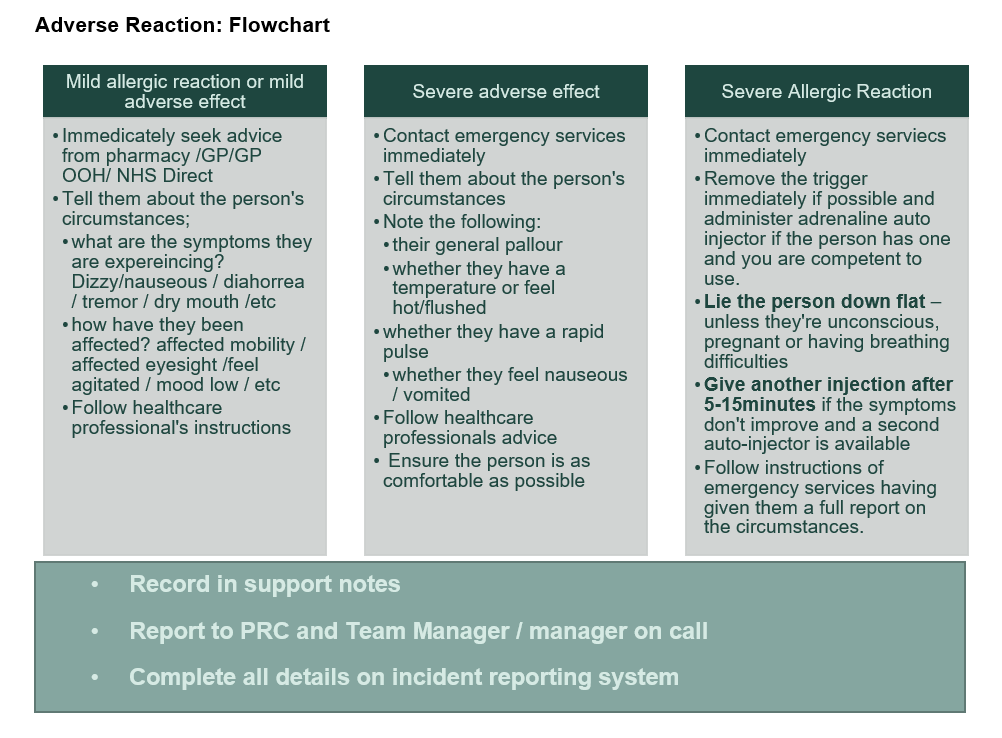 Adverse Reaction: Flowchart
Mild allergic reaction or mild
adverse effect
•Immedicately seek advice
from pharmacy /GP/GP
OOH/ NHS Direct
•Tell them about the person's
circumstances;
•what are the symptoms they
are expereincing?
Dizzy/nauseous / diahorrea
/ tremor / dry mouth /etc
•how have they been
affected? affected mobility /
affected eyesight /feel
agitated / mood low / etc
•Follow healthcare
professional's instructions
Severe adverse effect
•Contact emergency services
immediately
•Tell them about the person's
circumstances
•Note the following:
•their general pallour
•whether they have a
temperature or feel
hot/flushed
•whether they have a rapid
pulse
•whether they feel nauseous
/ vomited
•Follow healthcare
professionals advice
• Ensure the person is as
comfortable as possible
Severe Allergic Reaction
•Contact emergency serviecs
immediately
•Remove the trigger
immediately if possible and
administer adrenaline auto
injector if the person has one
and you are competent to
use.
•Lie the person down flat –
unless they're unconscious,
pregnant or having breathing
difficulties
•Give another injection after
5-15minutes if the symptoms
don't improve and a second
auto-injector is available
•Follow instructions of
emergency services having
given them a full report on
the circumstances.
• Record in support notes
• Report to PRC and Team Manager / manager on call
• Complete all details on incident reporting system